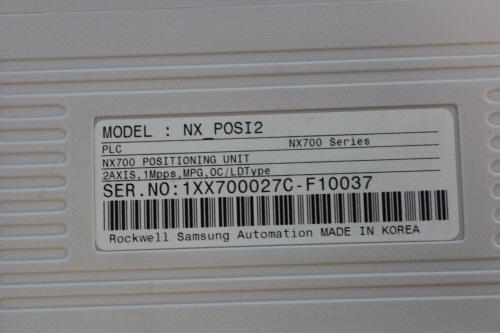 MODEL : NX_POSI2
PLC NX700 Series
NX700 POSITIONING UNIT
2AXIS,1Mpps,MPG,OC/LDType
SER.NO:1XX700027C-F10037
Rockwell Samsung Automation MADE IN KOREA